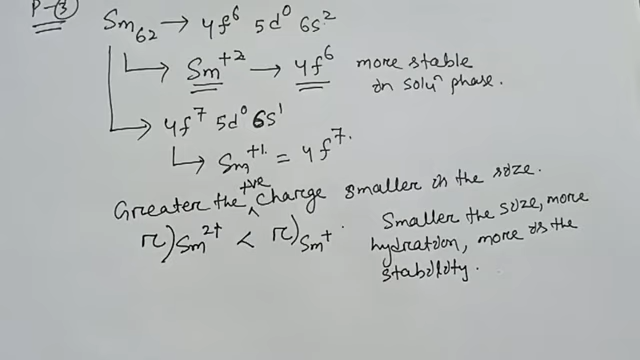 P-③
Sm₆₂ → 4f⁶ 5d⁰ 6s²
Sm⁺² → 4f⁶ more stable
in soluⁿ phase.
4f⁷ 5d⁰ 6s¹
Sm⁺¹ = 4f⁷.
Greater the +ve charge smaller is the size.
r)Sm²⁺ < r)Sm⁺.
Smaller the size, more
hydration, more is the
stability.